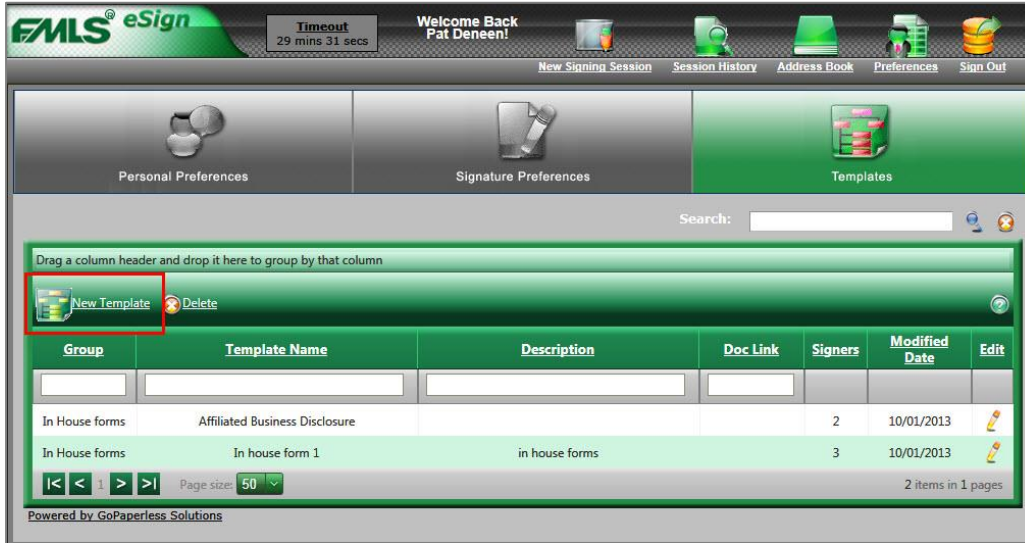 FMLS® eSign
Timeout
29 mins 31 secs
Welcome Back
Pat Deneen!
New Signing Session
Session History
Address Book
Preferences
Sign Out
Personal Preferences
Signature Preferences
Templates
Search:
Drag a column header and drop it here to group by that column
New Template
Delete
?
Group
Template Name
Description
Doc Link
Signers
Modified
Date
Edit
In House forms
Affiliated Business Disclosure
2
10/01/2013
In House forms
In house form 1
in house forms
3
10/01/2013
1
Page size:
50
2 items in 1 pages
Powered by GoPaperless Solutions